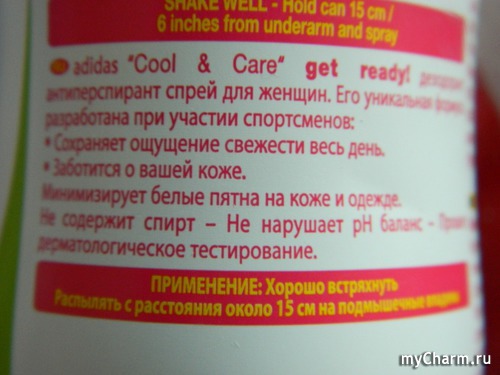 SHAKE WELL - Hold can 15 cm /
6 inches from underarm and spray
adidas "Cool & Care" get ready! дезодорант
антиперспирант спрей для женщин. Его уникальная формула
разработана при участии спортсменов:
• Сохраняет ощущение свежести весь день.
• Заботится о вашей коже.
Минимизирует белые пятна на коже и одежде.
Не содержит спирт – Не нарушает pH баланс –
дерматологическое тестирование.
ПРИМЕНЕНИЕ: Хорошо встряхнуть
Распылять с расстояния около 15 см на подмышечные впадины
myCharm.ru